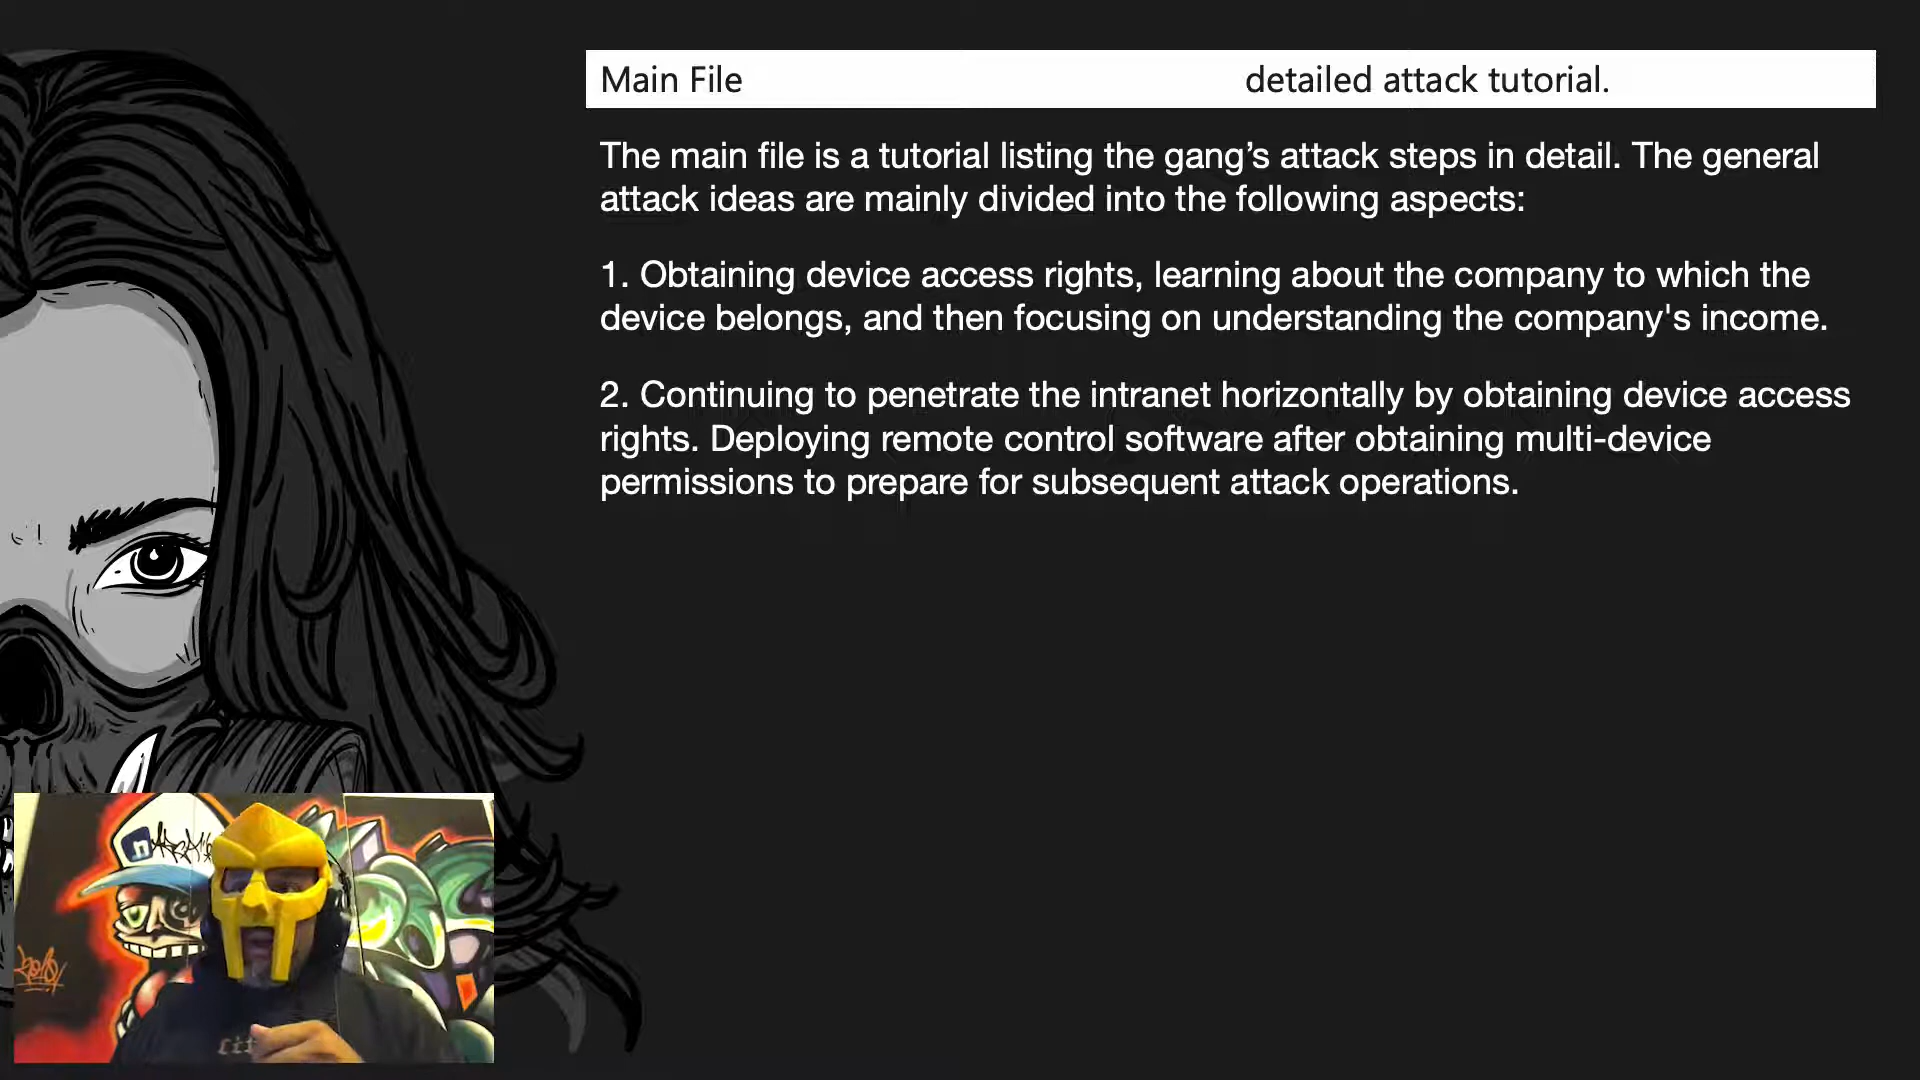 Main File detailed attack tutorial.
The main file is a tutorial listing the gang’s attack steps in detail. The general
attack ideas are mainly divided into the following aspects:
1. Obtaining device access rights, learning about the company to which the
device belongs, and then focusing on understanding the company's income.
2. Continuing to penetrate the intranet horizontally by obtaining device access
rights. Deploying remote control software after obtaining multi-device
permissions to prepare for subsequent attack operations.